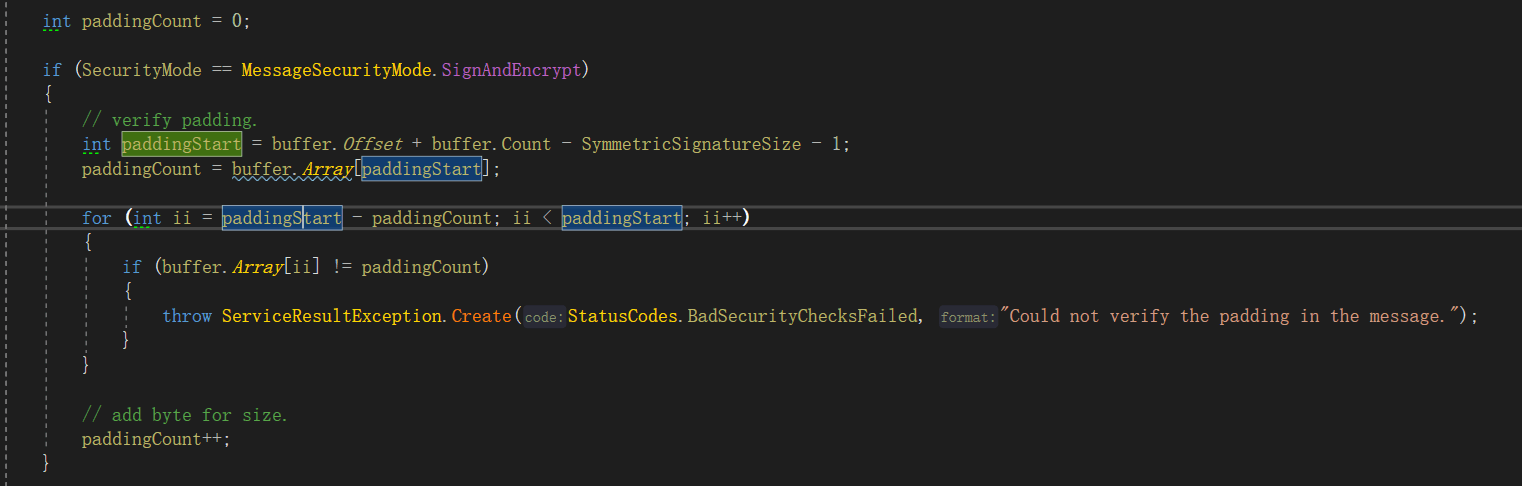 int paddingCount = 0;
if (SecurityMode == MessageSecurityMode.SignAndEncrypt)
{
// verify padding.
int paddingStart = buffer.Offset + buffer.Count - SymmetricSignatureSize - 1;
paddingCount = buffer.Array[paddingStart];
for (int ii = paddingStart - paddingCount; ii < paddingStart; ii++)
{
if (buffer.Array[ii] != paddingCount)
{
throw ServiceResultException.Create(code:StatusCodes.BadSecurityChecksFailed, format:"Could not verify the padding in the message.");
}
}
// add byte for size.
paddingCount++;
}